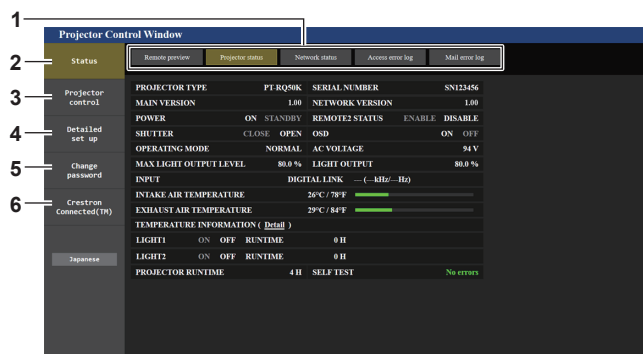 1
Projector Control Window
2
Status
Remote preview
Projector status
Network status
Access error log
Mail error log
3
Projector
control
4
Detailed
set up
5
Change
password
6
Crestron
Connected(TM)
Japanese
PROJECTOR TYPE PT-RQ50K SERIAL NUMBER SN123456
MAIN VERSION 1.00 NETWORK VERSION 1.00
POWER ON STANDBY REMOTE2 STATUS ENABLE DISABLE
SHUTTER CLOSE OPEN OSD ON OFF
OPERATING MODE NORMAL AC VOLTAGE 94 V
MAX LIGHT OUTPUT LEVEL 80.0 % LIGHT OUTPUT 80.0 %
INPUT DIGITAL LINK — (—kHz/—Hz)
INTAKE AIR TEMPERATURE 26°C / 78°F
EXHAUST AIR TEMPERATURE 29°C / 84°F
TEMPERATURE INFORMATION ( Detail )
LIGHT1 ON OFF RUNTIME 0 H
LIGHT2 ON OFF RUNTIME 0 H
PROJECTOR RUNTIME 4 H SELF TEST No errors